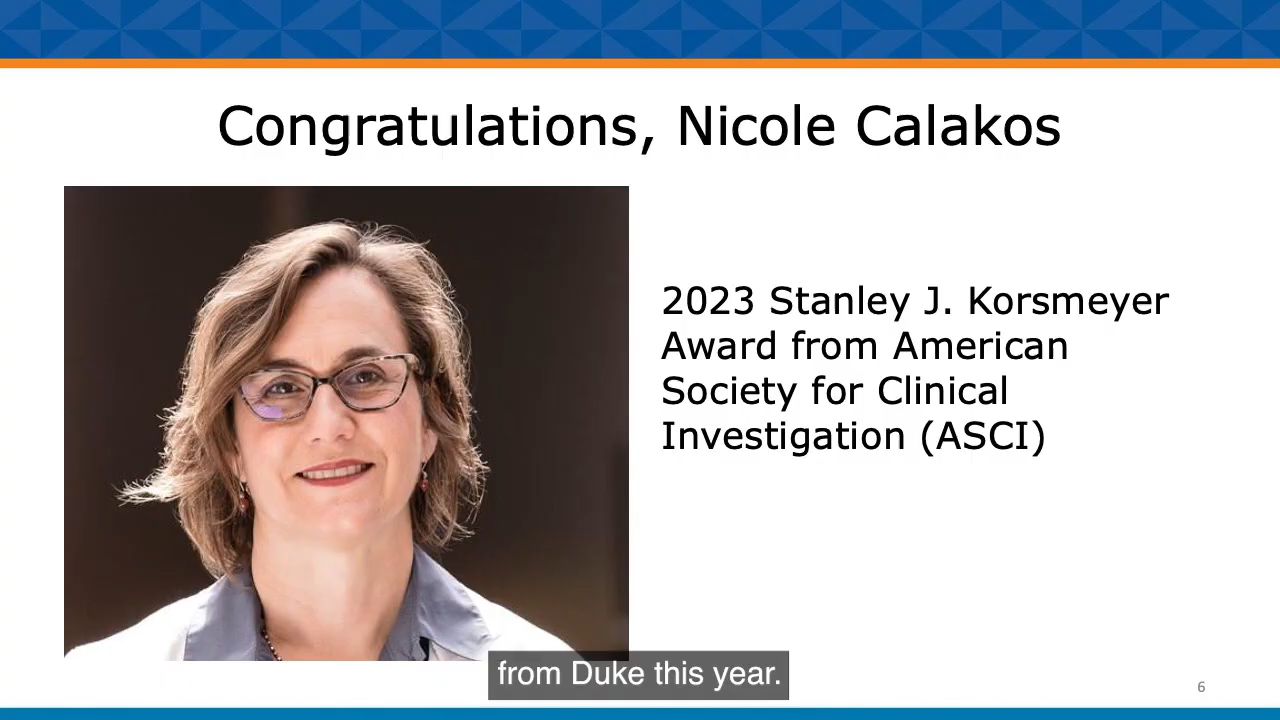 Congratulations, Nicole Calakos
2023 Stanley J. Korsmeyer
Award from American
Society for Clinical
Investigation (ASCI)
from Duke this year.
6